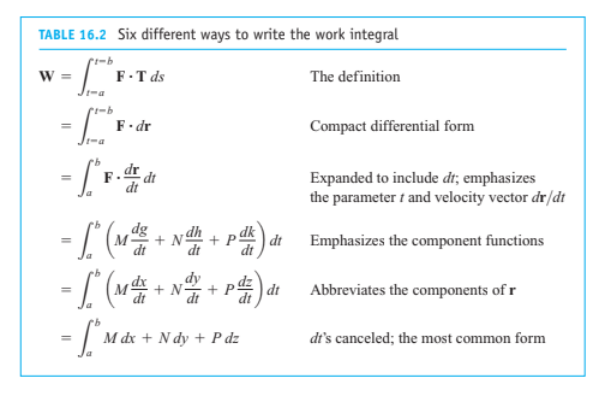 TABLE 16.2 Six different ways to write the work integral
W = ∫_{t=a}^{t=b} F · T ds The definition
= ∫_{t=a}^{t=b} F · dr Compact differential form
= ∫_a^b F · dr/dt dt Expanded to include dt; emphasizes
the parameter t and velocity vector dr/dt
= ∫_a^b (M dg/dt + N dh/dt + P dk/dt) dt Emphasizes the component functions
= ∫_a^b (M dx/dt + N dy/dt + P dz/dt) dt Abbreviates the components of r
= ∫_a^b M dx + N dy + P dz dt's canceled; the most common form